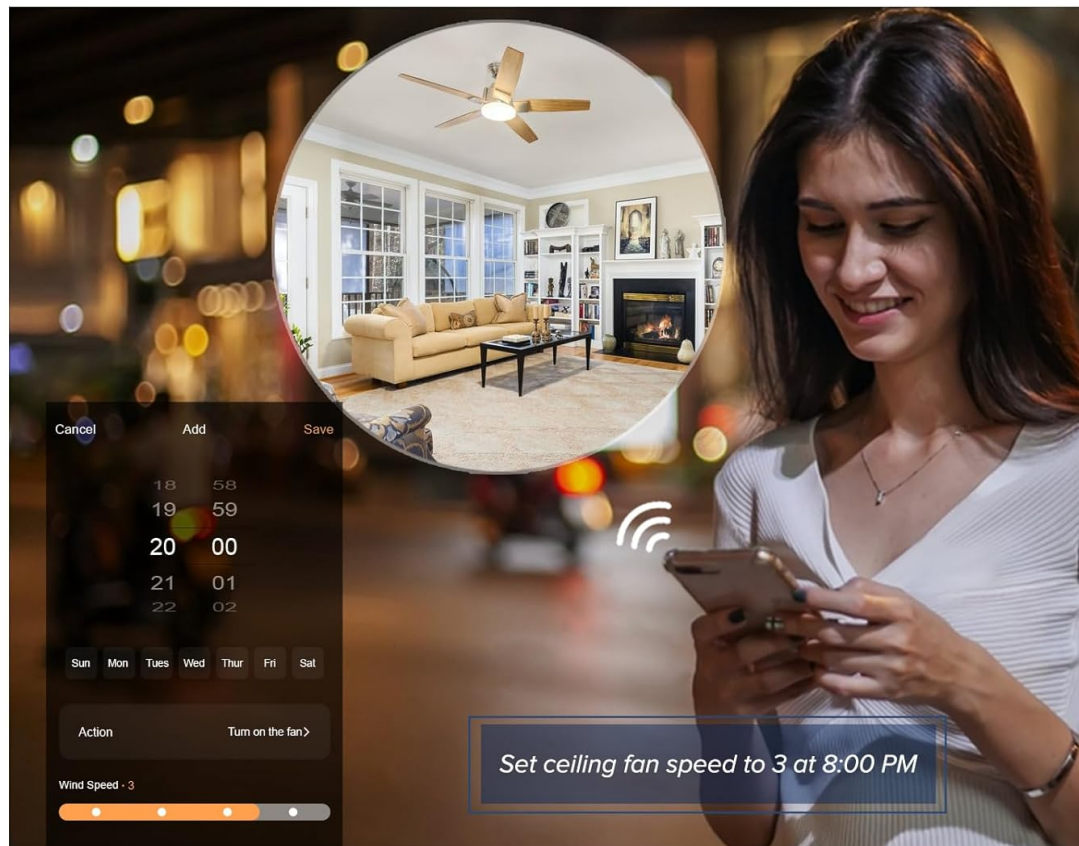 Cancel Add Save
18 58
19 59
20 00
21 01
22 02
Sun Mon Tues Wed Thur Fri Sat
Action Turn on the fan>
Wind Speed • 3
Set ceiling fan speed to 3 at 8:00 PM